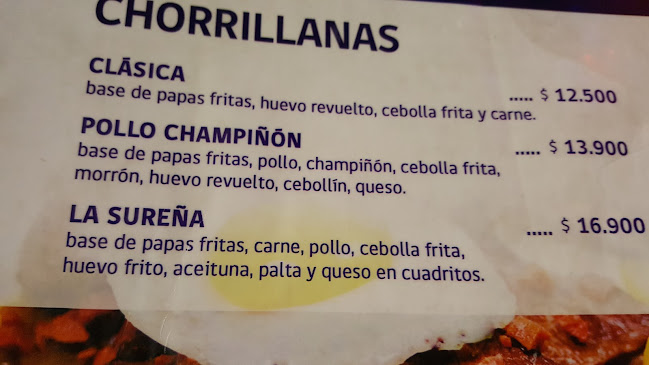 CHORRILLANAS
CLÁSICA
..... $ 12.500
base de papas fritas, huevo revuelto, cebolla frita y carne.
POLLO CHAMPIÑÓN
..... $ 13.900
base de papas fritas, pollo, champiñón, cebolla frita,
morrón, huevo revuelto, cebollín, queso.
LA SUREÑA
..... $ 16.900
base de papas fritas, carne, pollo, cebolla frita,
huevo frito, aceituna, palta y queso en cuadritos.